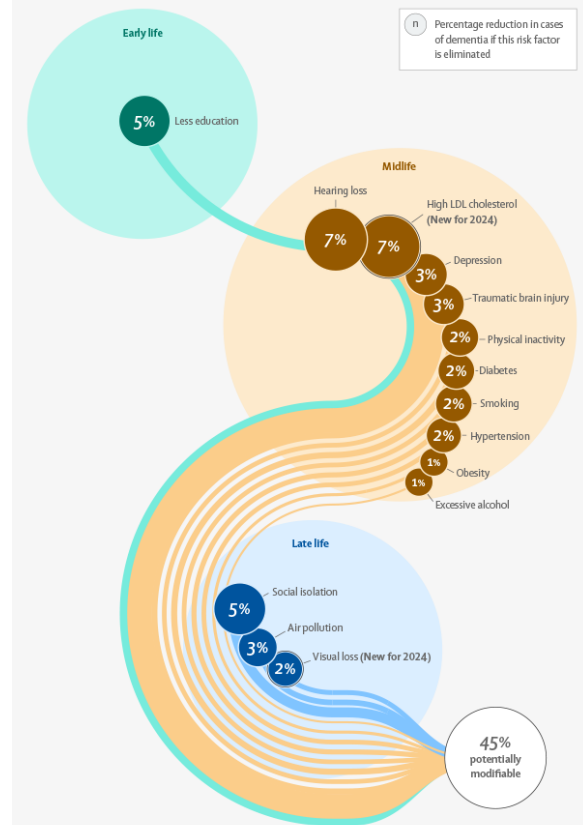 Early life
n
Percentage reduction in cases
of dementia if this risk factor
is eliminated
5%
Less education
Midlife
Hearing loss
7%
High LDL cholesterol
(New for 2024)
7%
Depression
3%
Traumatic brain injury
3%
Physical inactivity
2%
Diabetes
2%
Smoking
2%
Hypertension
2%
Obesity
1%
Excessive alcohol
1%
Late life
Social isolation
5%
Air pollution
3%
Visual loss (New for 2024)
2%
45%
potentially
modifiable